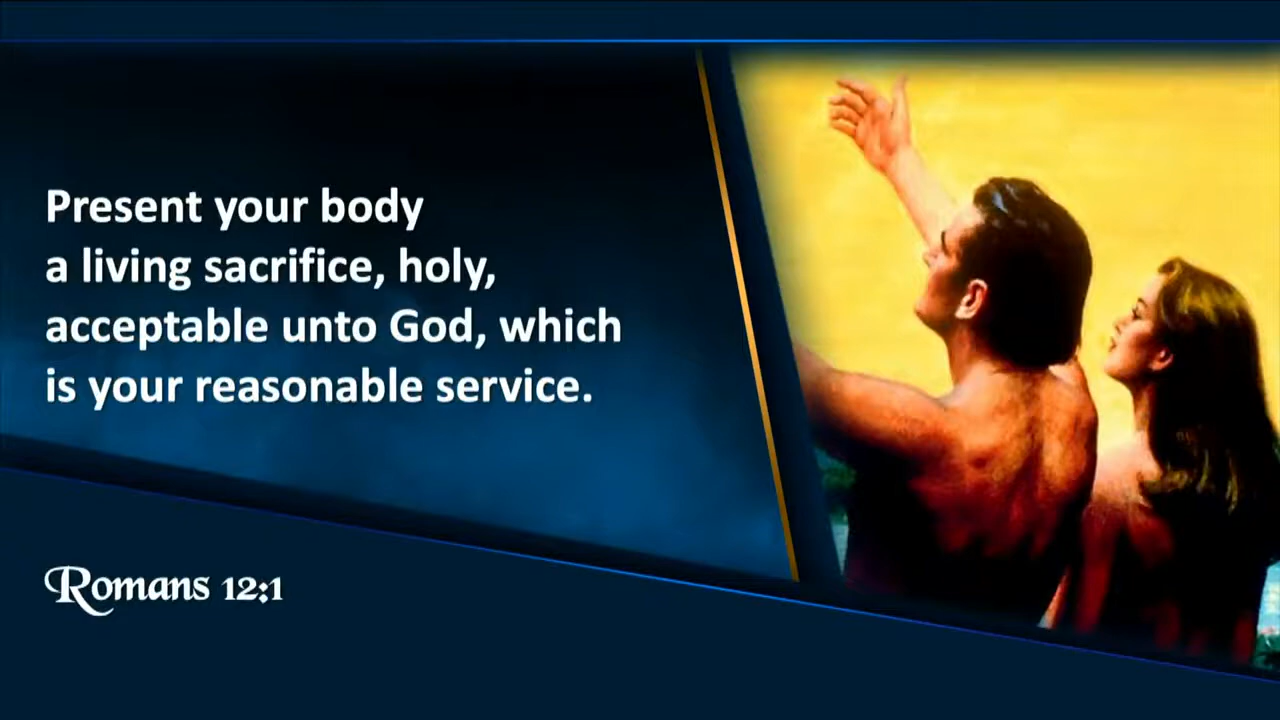 Present your body
a living sacrifice, holy,
acceptable unto God, which
is your reasonable service.
Romans 12:1